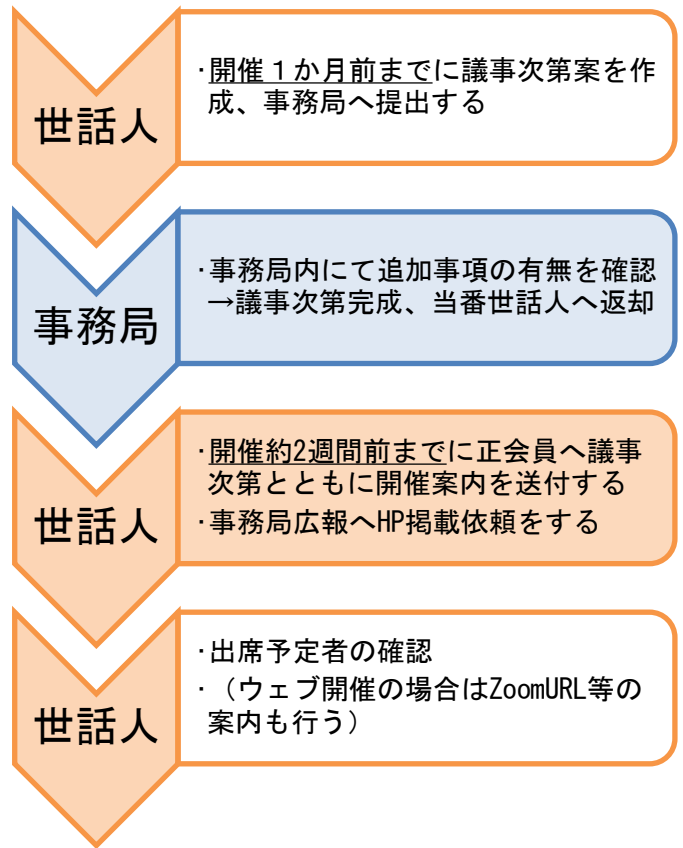 世話人
・開催１か月前までに議事次第案を作
成、事務局へ提出する
事務局
・事務局内にて追加事項の有無を確認
→議事次第完成、当番世話人へ返却
世話人
・開催約2週間前までに正会員へ議事
次第とともに開催案内を送付する
・事務局広報へHP掲載依頼をする
世話人
・出席予定者の確認
・（ウェブ開催の場合はZoomURL等の
案内も行う）